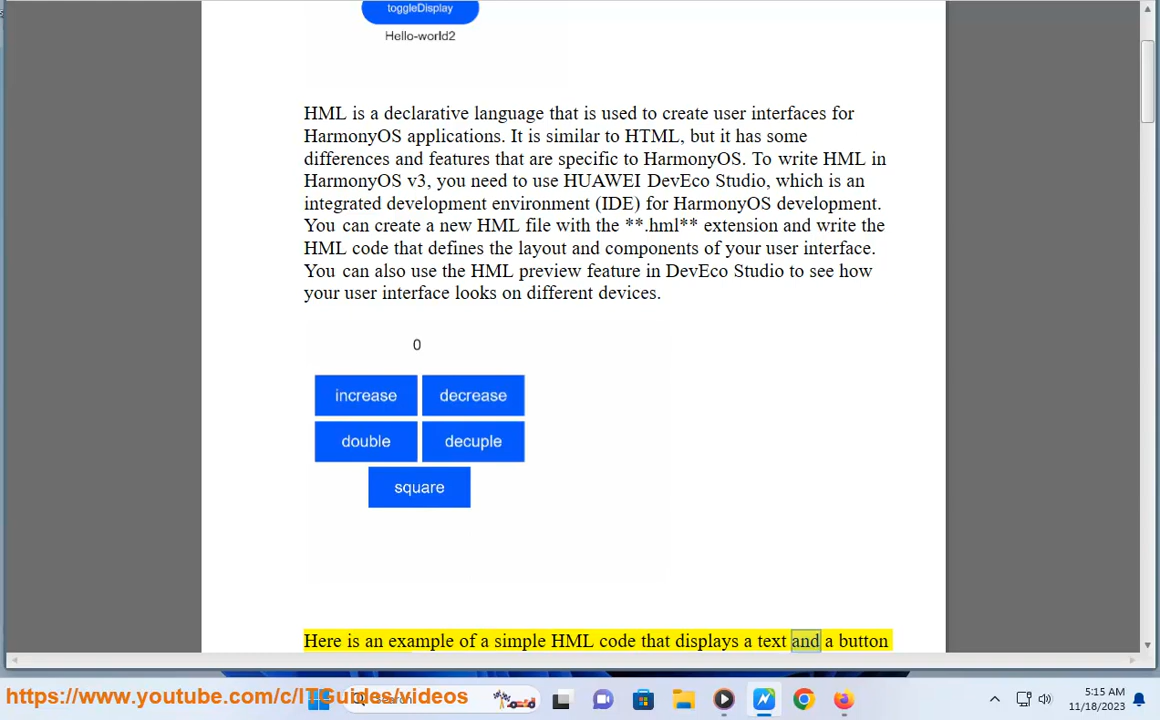 toggleDisplay
Hello-world2
HML is a declarative language that is used to create user interfaces for
HarmonyOS applications. It is similar to HTML, but it has some
differences and features that are specific to HarmonyOS. To write HML in
HarmonyOS v3, you need to use HUAWEI DevEco Studio, which is an
integrated development environment (IDE) for HarmonyOS development.
You can create a new HML file with the **.hml** extension and write the
HML code that defines the layout and components of your user interface.
You can also use the HML preview feature in DevEco Studio to see how
your user interface looks on different devices.
0
increase decrease
double decuple
square
Here is an example of a simple HML code that displays a text and a button
https://www.youtube.com/c/ITGuides/videos
Search
5:15 AM
11/18/2023